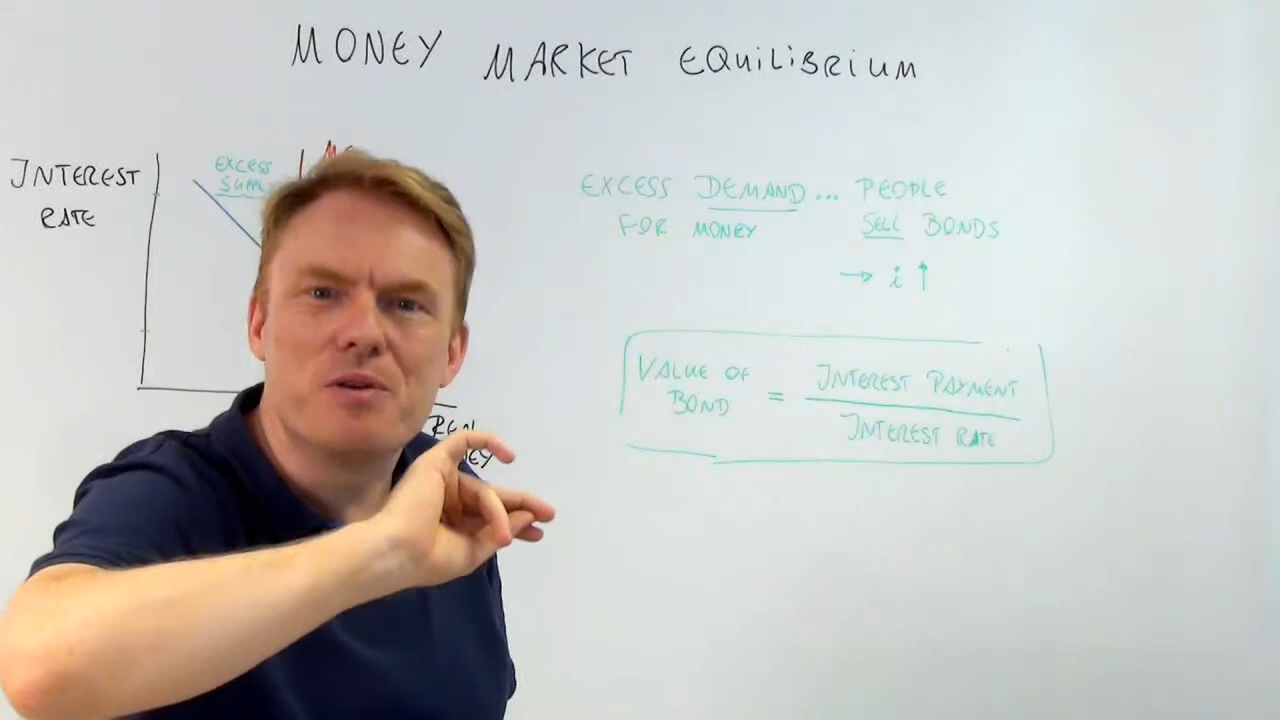 MONEY MARKET EQUILIBRIUM
INTEREST
RATE
EXCESS
EXCESS DEMAND... PEOPLE
FOR MONEY SELL BONDS
→ i ↑
VALUE OF
BOND
=
INTEREST PAYMENT
INTEREST RATE